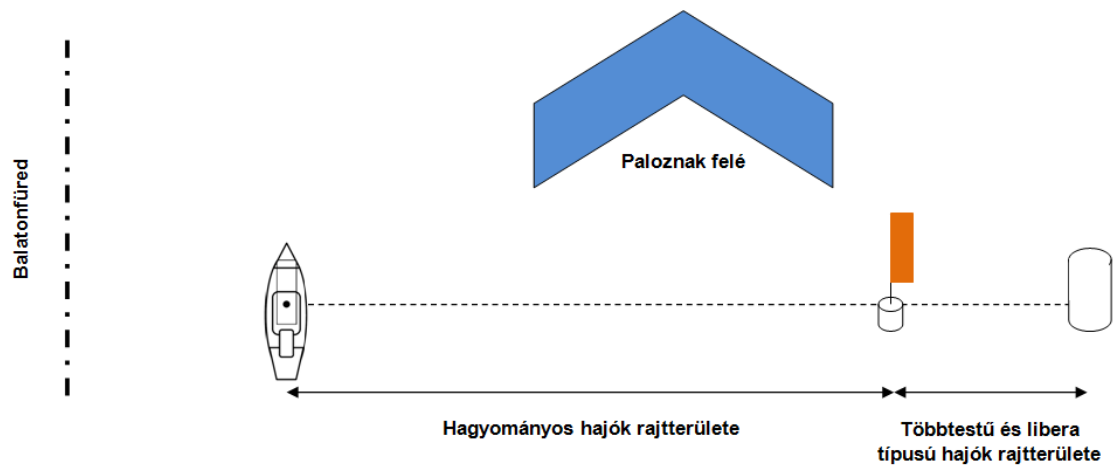 Balatonfüred
Paloznak felé
Hagyományos hajók rajtterülete
Többtestű és libera
típusú hajók rajtterülete